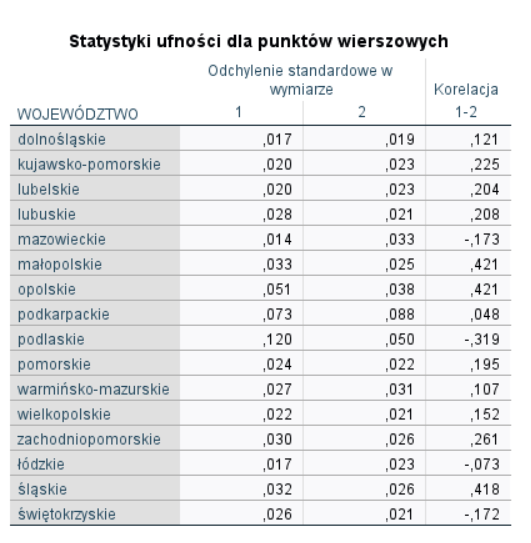 Statystyki ufności dla punktów wierszowych
Odchylenie standardowe w
wymiarze Korelacja
WOJEWÓDZTWO 1 2 1-2
dolnośląskie ,017 ,019 ,121
kujawsko-pomorskie ,020 ,023 ,225
lubelskie ,020 ,023 ,204
lubuskie ,028 ,021 ,208
mazowieckie ,014 ,033 -,173
małopolskie ,033 ,025 ,421
opolskie ,051 ,038 ,421
podkarpackie ,073 ,088 ,048
podlaskie ,120 ,050 -,319
pomorskie ,024 ,022 ,195
warmińsko-mazurskie ,027 ,031 ,107
wielkopolskie ,022 ,021 ,152
zachodniopomorskie ,030 ,026 ,261
łódzkie ,017 ,023 -,073
śląskie ,032 ,026 ,418
świętokrzyskie ,026 ,021 -,172